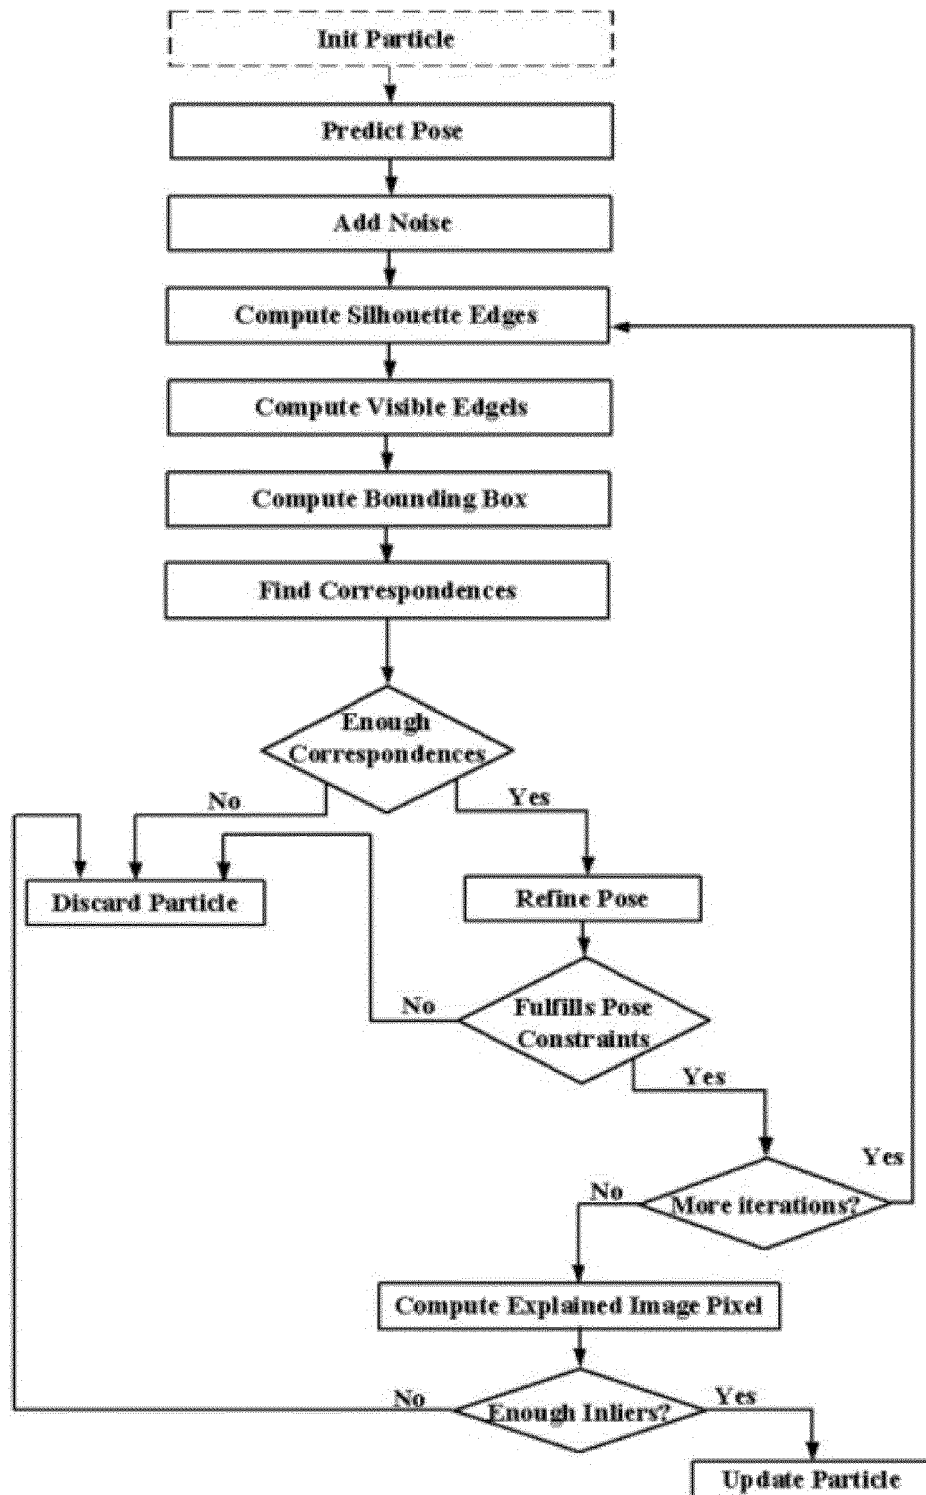 Init Particle
Predict Pose
Add Noise
Compute Silhouette Edges
Compute Visible Edgels
Compute Bounding Box
Find Correspondences
Enough
Correspondences
No
Yes
Discard Particle
Refine Pose
No
Fulfills Pose
Constraints
Yes
Yes
No
More iterations?
Compute Explained Image Pixel
No
Enough Inliers?
Yes
Update Particle